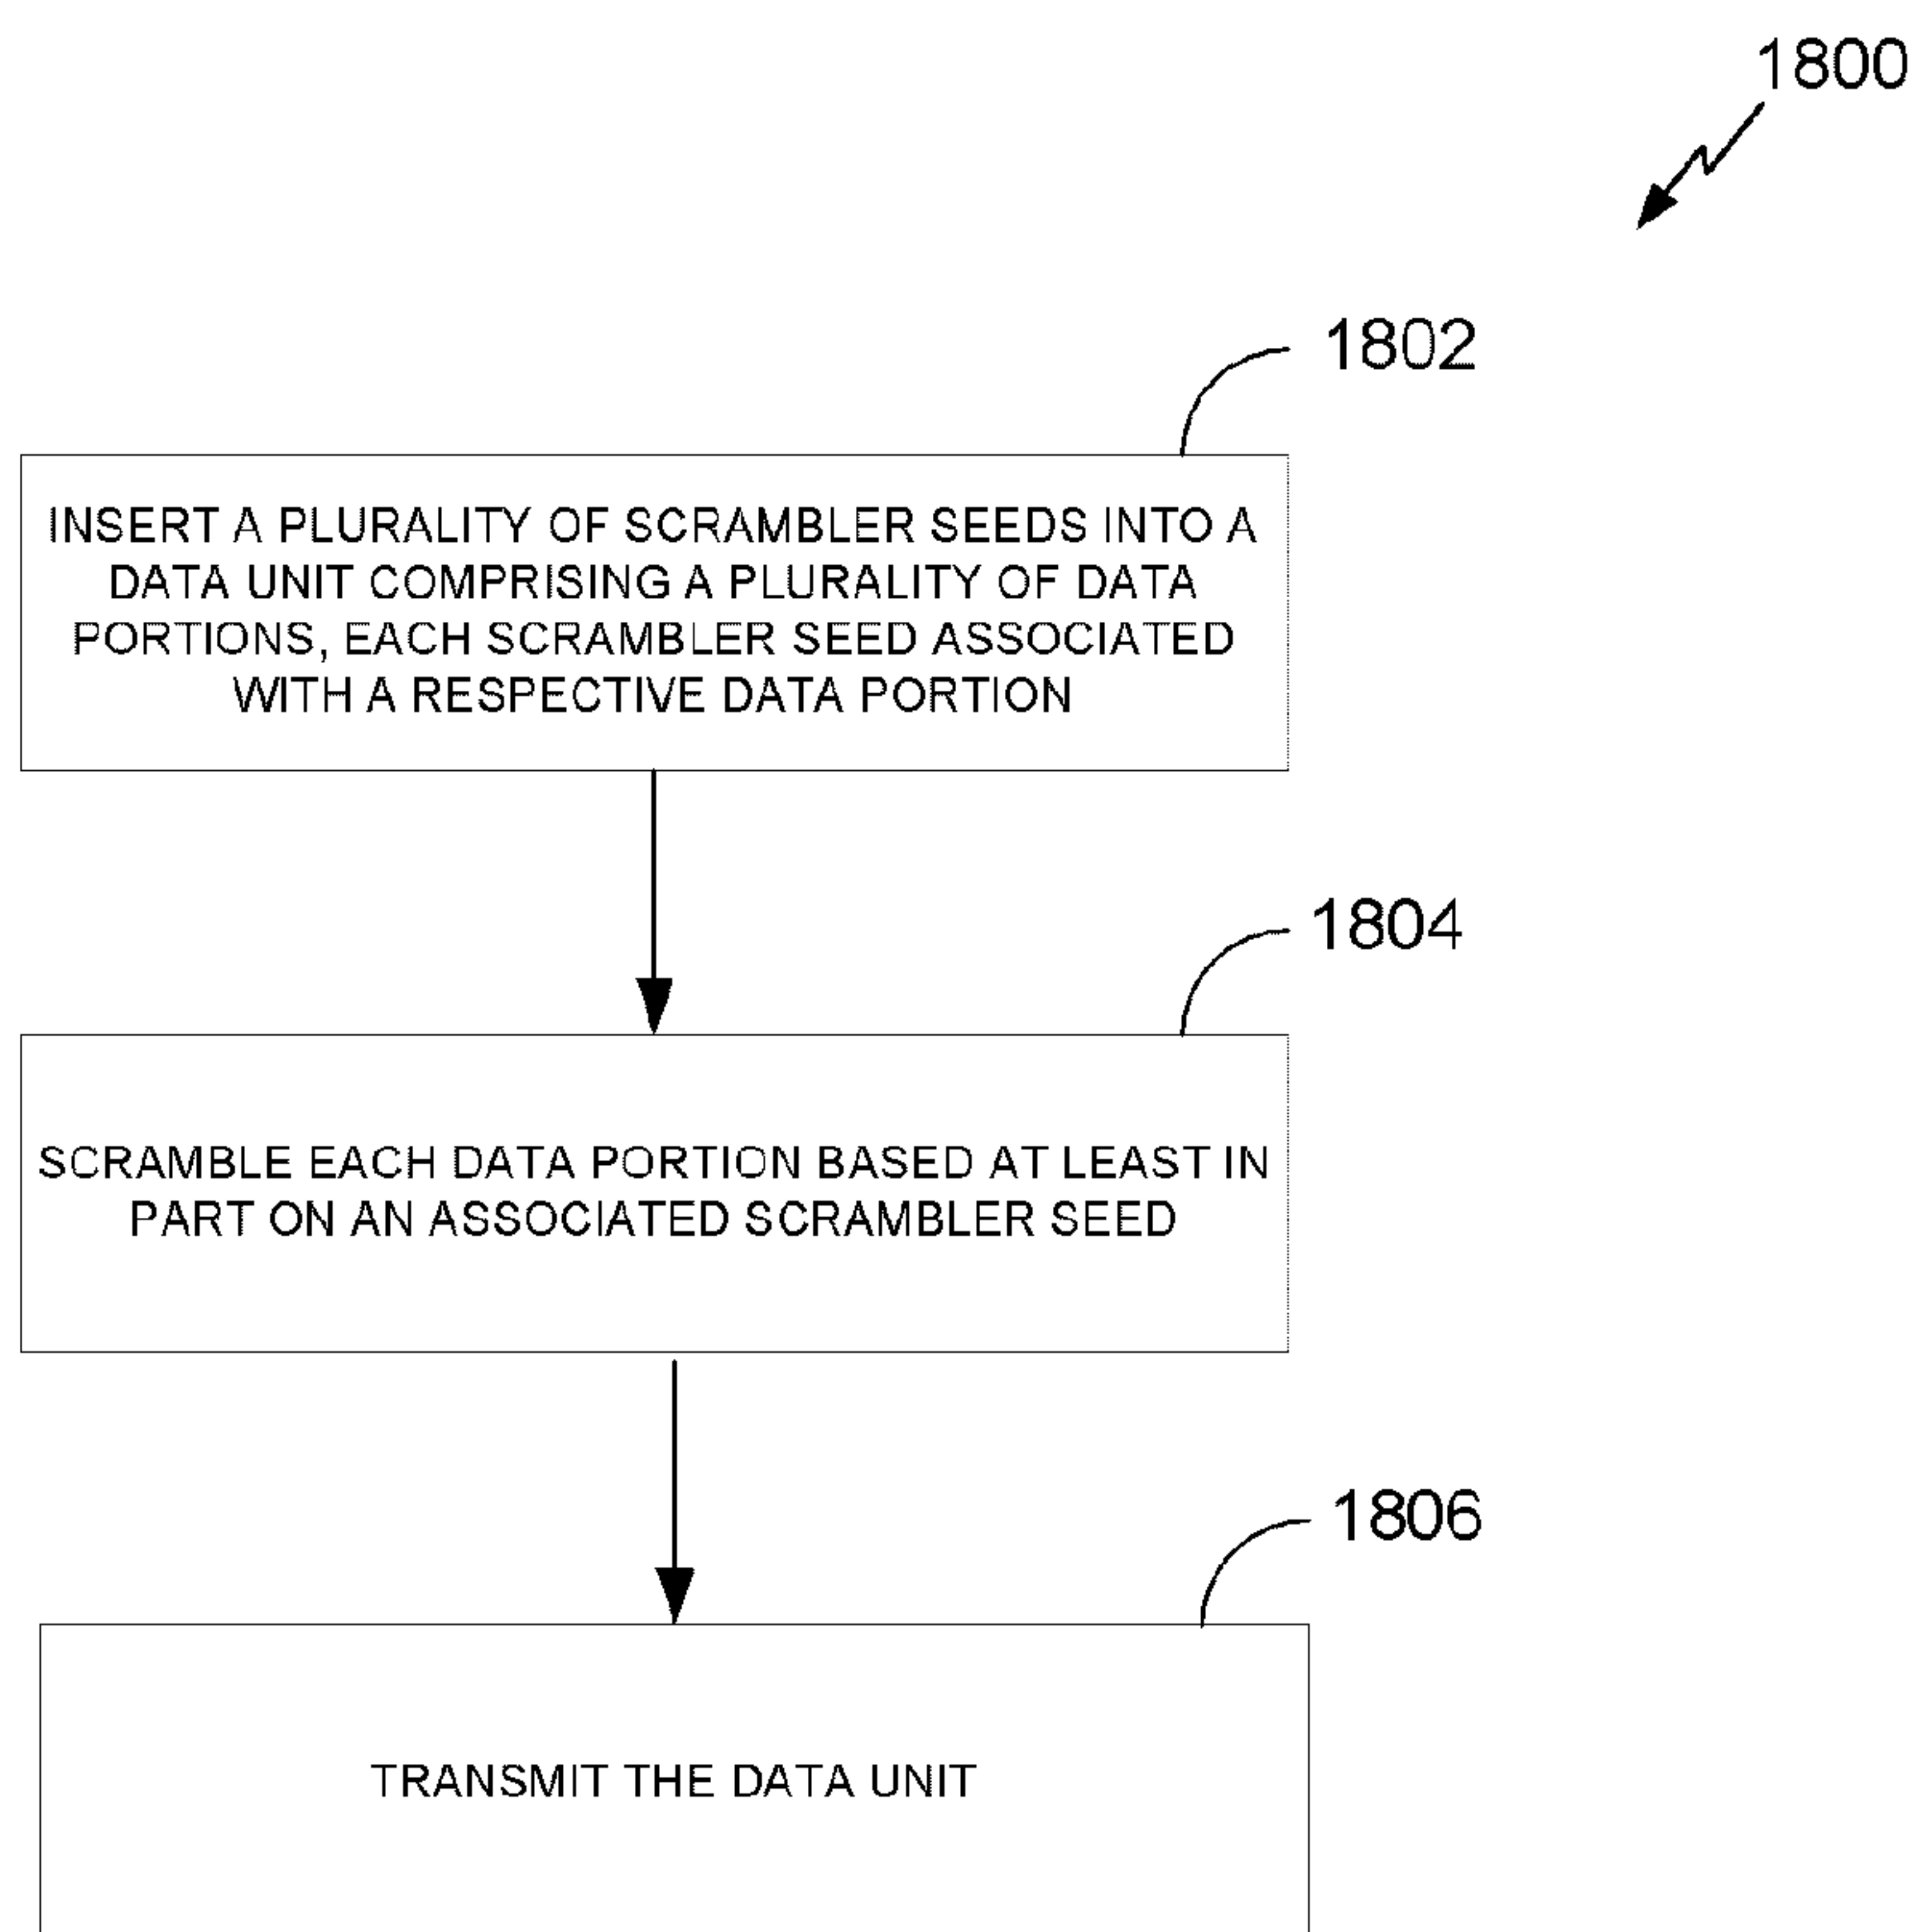 1800
1802
INSERT A PLURALITY OF SCRAMBLER SEEDS INTO A
DATA UNIT COMPRISING A PLURALITY OF DATA
PORTIONS, EACH SCRAMBLER SEED ASSOCIATED
WITH A RESPECTIVE DATA PORTION
1804
SCRAMBLE EACH DATA PORTION BASED AT LEAST IN
PART ON AN ASSOCIATED SCRAMBLER SEED
1806
TRANSMIT THE DATA UNIT